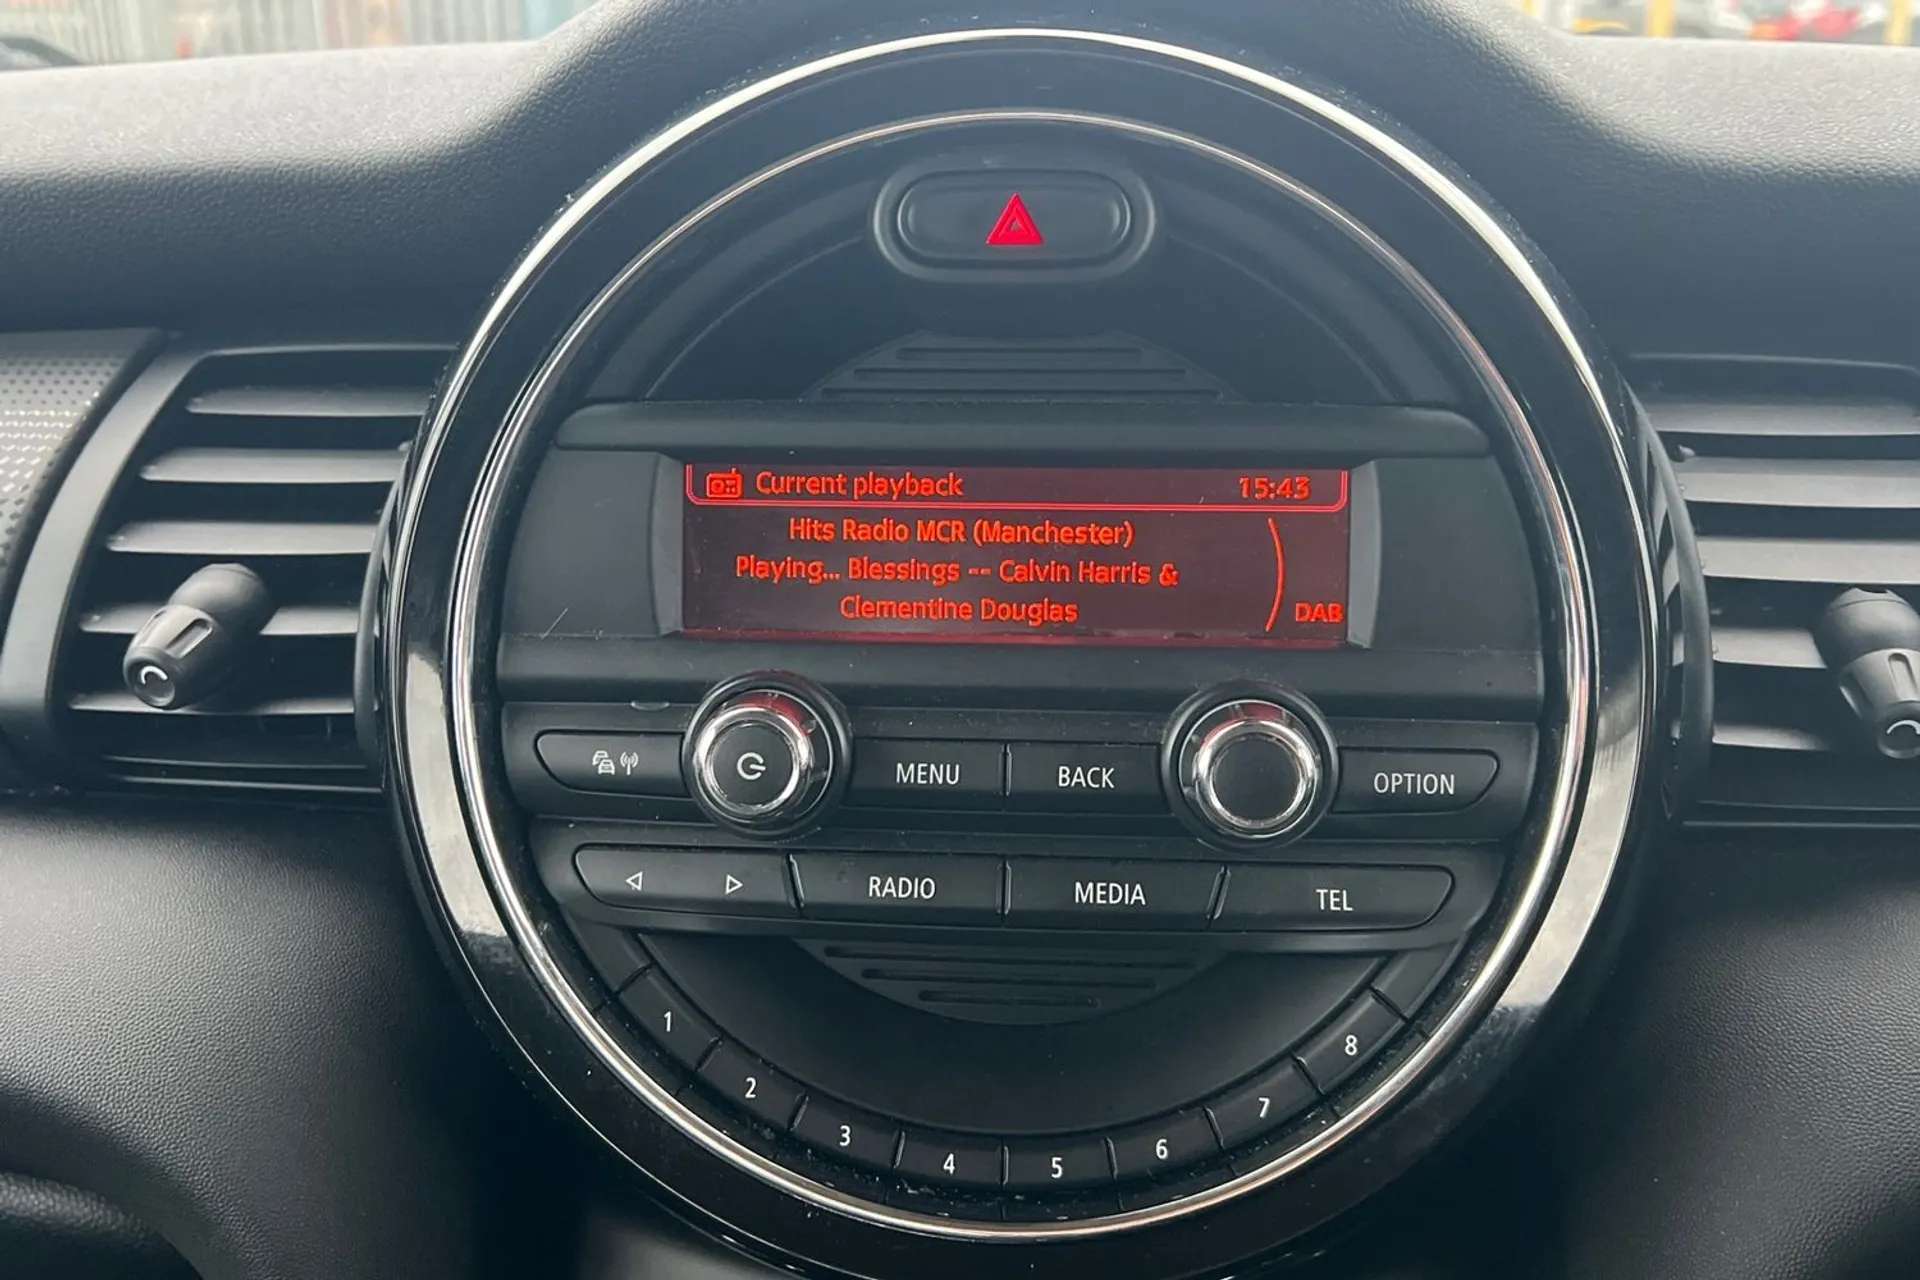 Current playback 15:43
Hits Radio MCR (Manchester)
Playing... Blessings -- Calvin Harris &
Clementine Douglas
DAB
MENU BACK OPTION
RADIO MEDIA TEL
1 2 3 4 5 6 7 8